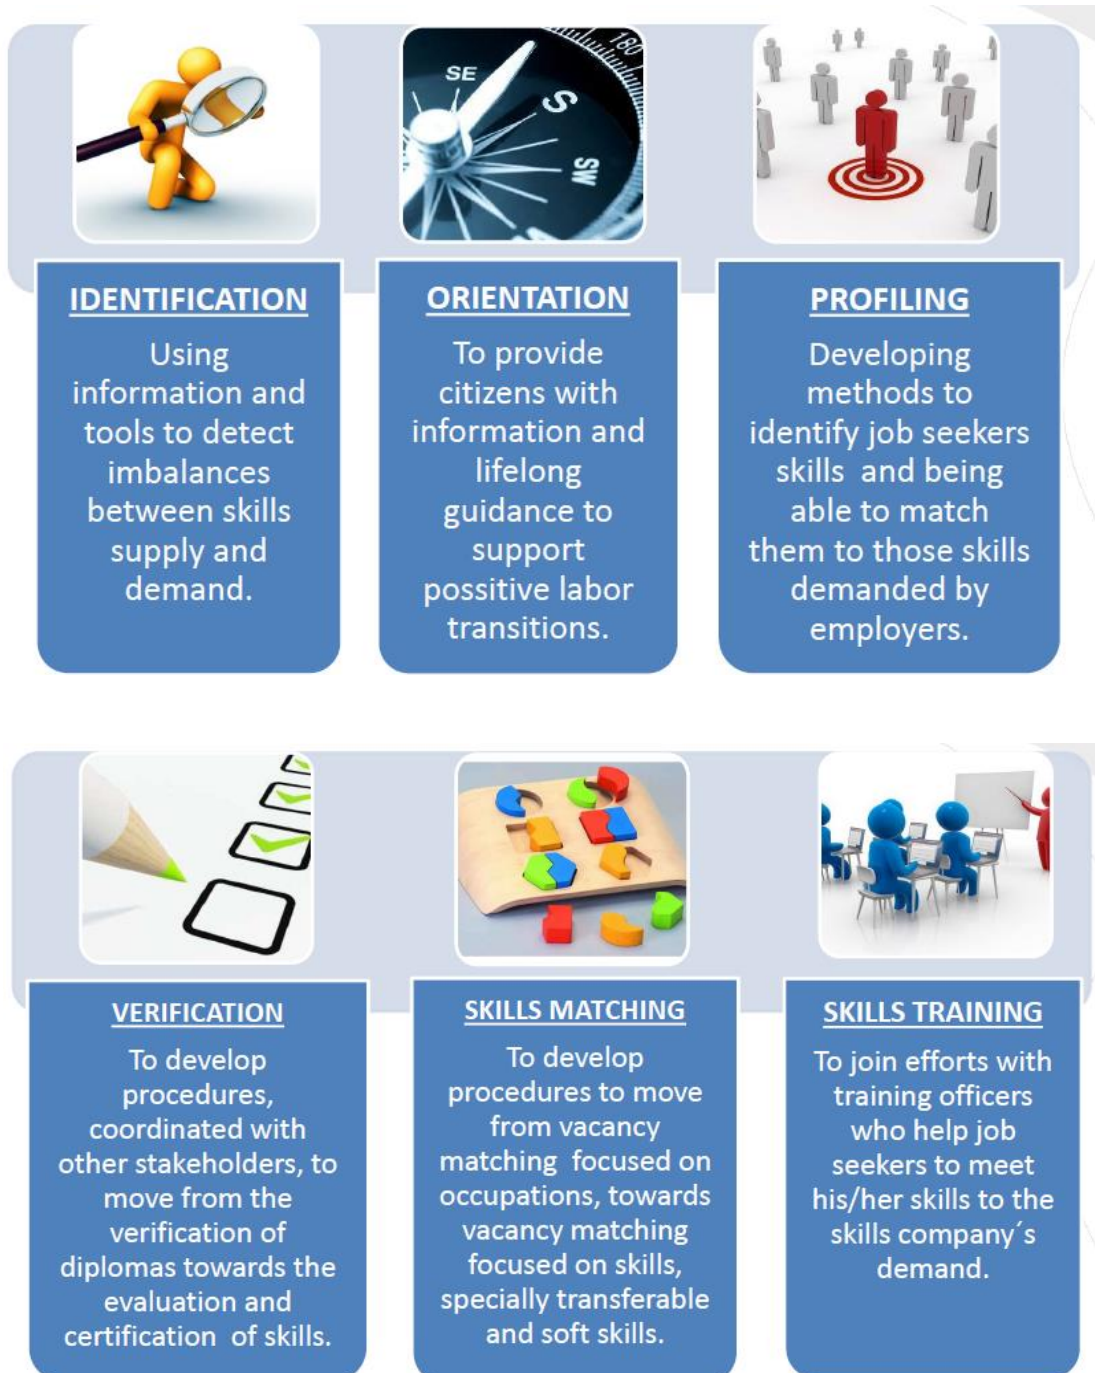 180
SE
S
SW
IDENTIFICATION
Using
information and
tools to detect
imbalances
between skills
supply and
demand.
ORIENTATION
To provide
citizens with
information and
lifelong
guidance to
support
possitive labor
transitions.
PROFILING
Developing
methods to
identify job seekers
skills and being
able to match
them to those skills
demanded by
employers.
VERIFICATION
To develop
procedures,
coordinated with
other stakeholders, to
move from the
verification of
diplomas towards the
evaluation and
certification of skills.
SKILLS MATCHING
To develop
procedures to move
from vacancy
matching focused on
occupations, towards
vacancy matching
focused on skills,
specially transferable
and soft skills.
SKILLS TRAINING
To join efforts with
training officers
who help job
seekers to meet
his/her skills to the
skills company´s
demand.